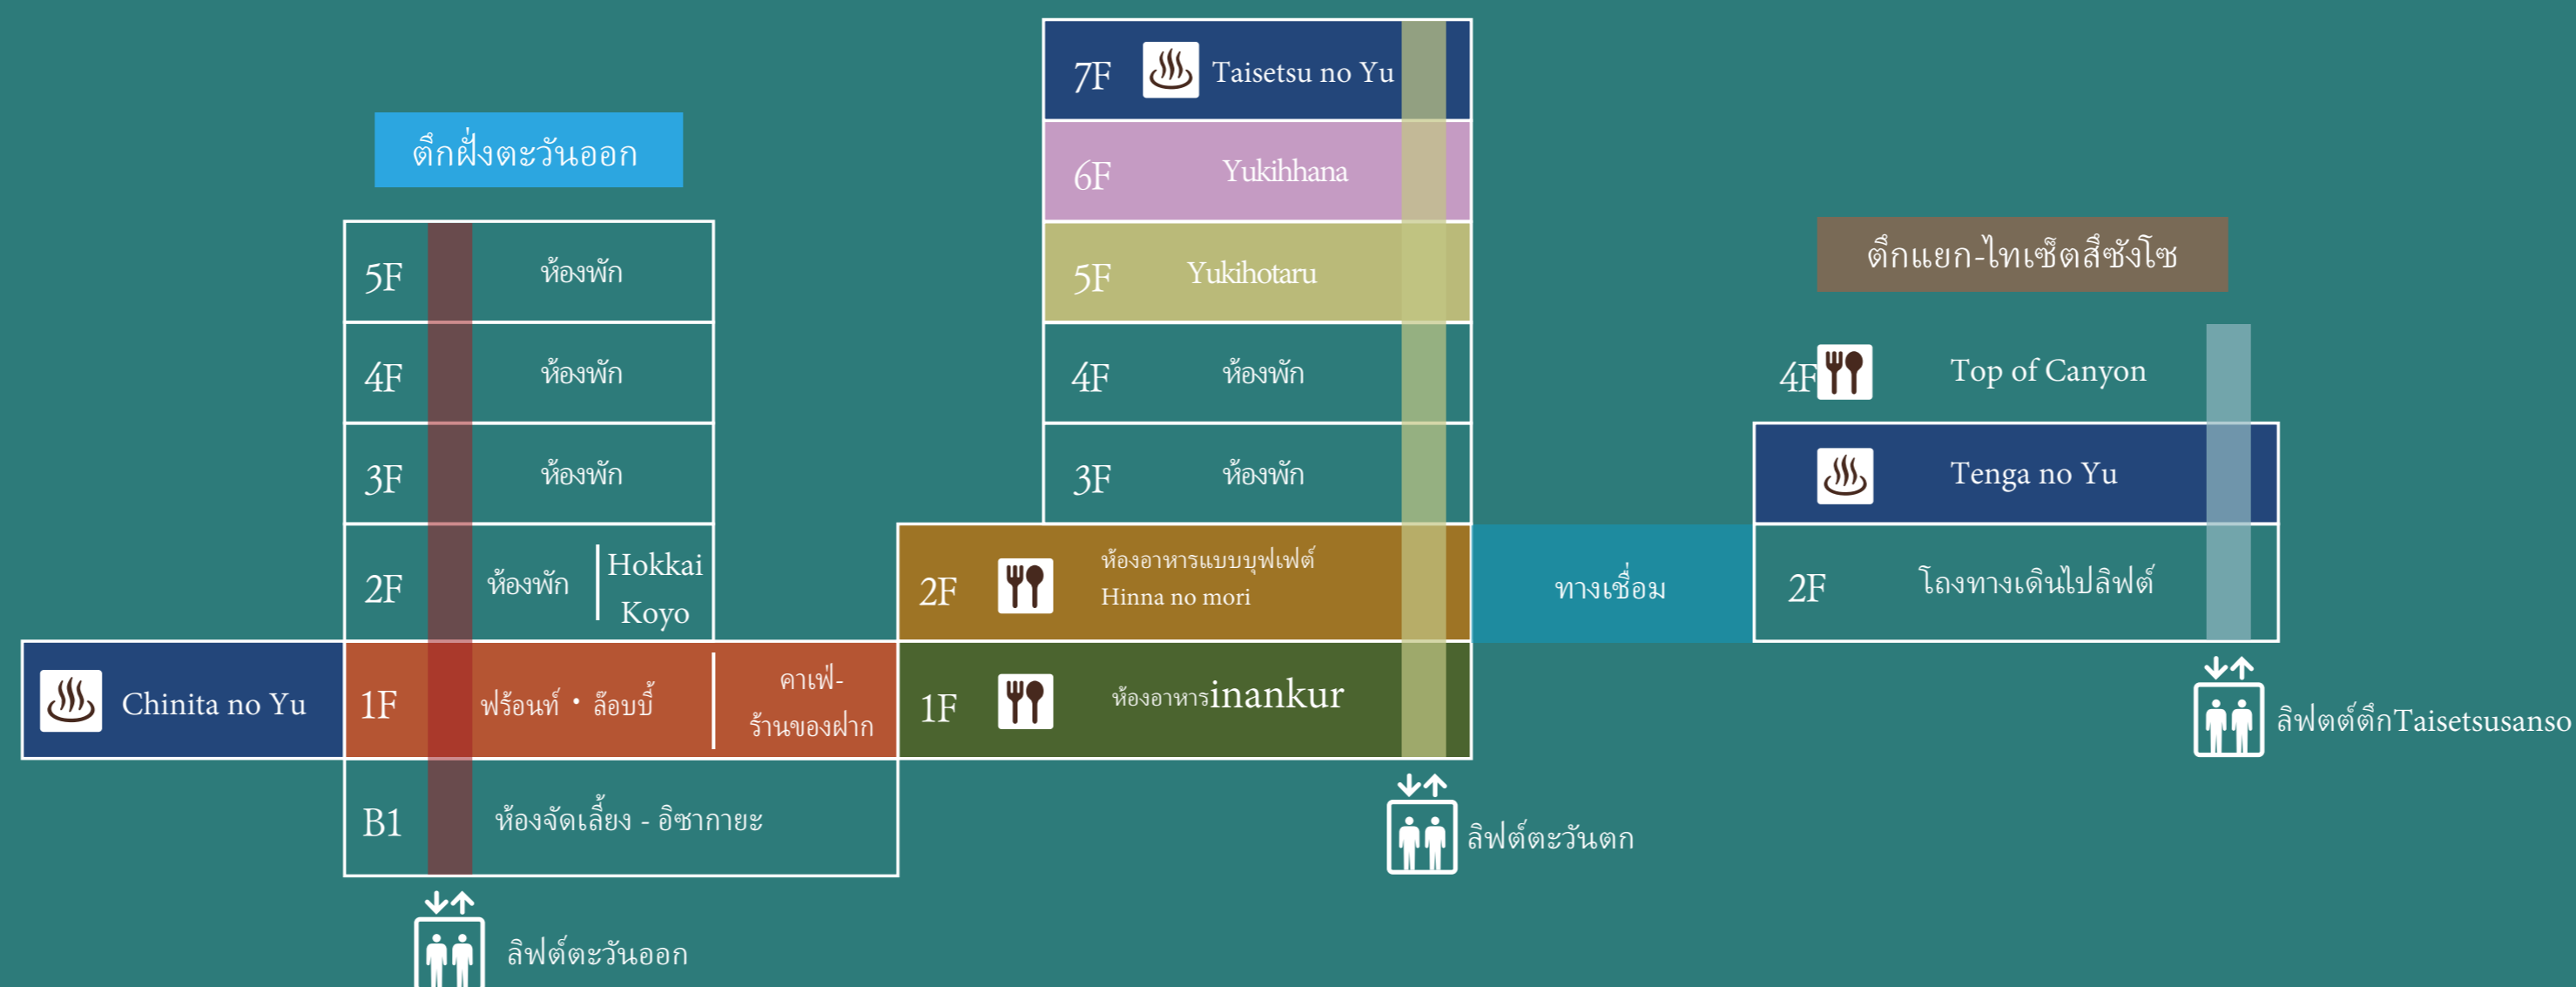 ตึกฝั่งตะวันออก
5F ห้องพัก
4F ห้องพัก
3F ห้องพัก
2F ห้องพัก
Hokkai
Koyo
Chinita no Yu
1F ฟร้อนท์・ล๊อบบี้
คาเฟ่-
ร้านของฝาก
B1 ห้องจัดเลี้ยง - อิซากายะ
ลิฟต์ตะวันออก
7F Taisetsu no Yu
6F Yukihhana
5F Yukihotaru
4F ห้องพัก
3F ห้องพัก
2F ห้องอาหารแบบบุฟเฟต์
Hinna no mori
1F ห้องอาหารinankur
ลิฟต์ตะวันตก
ทางเชื่อม
ตึกแยก-ไทเซ็ตสึซังโซ
4F Top of Canyon
Tenga no Yu
2F โถงทางเดินไปลิฟต์
ลิฟตต์ตึกTaisetsusanso